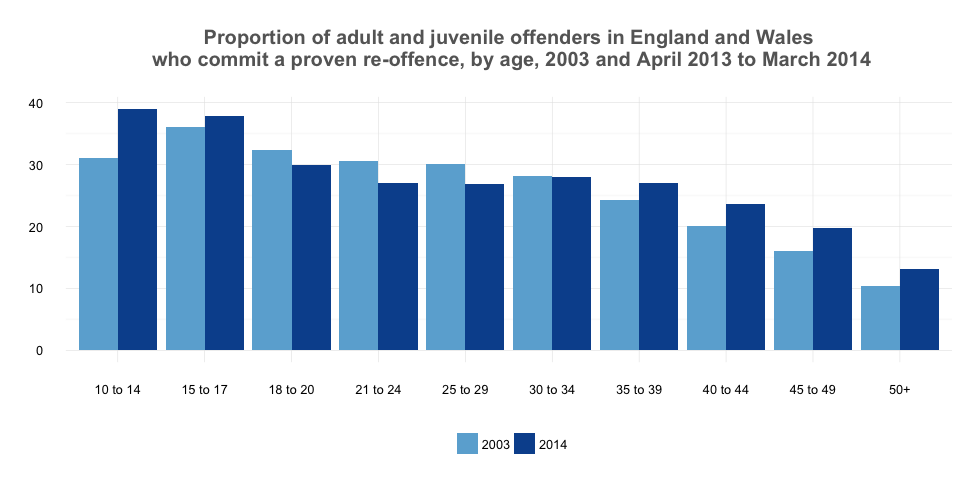 Proportion of adult and juvenile offenders in England and Wales
who commit a proven re-offence, by age, 2003 and April 2013 to March 2014
40
30
20
10
0
10 to 14 15 to 17 18 to 20 21 to 24 25 to 29 30 to 34 35 to 39 40 to 44 45 to 49 50+
2003 2014